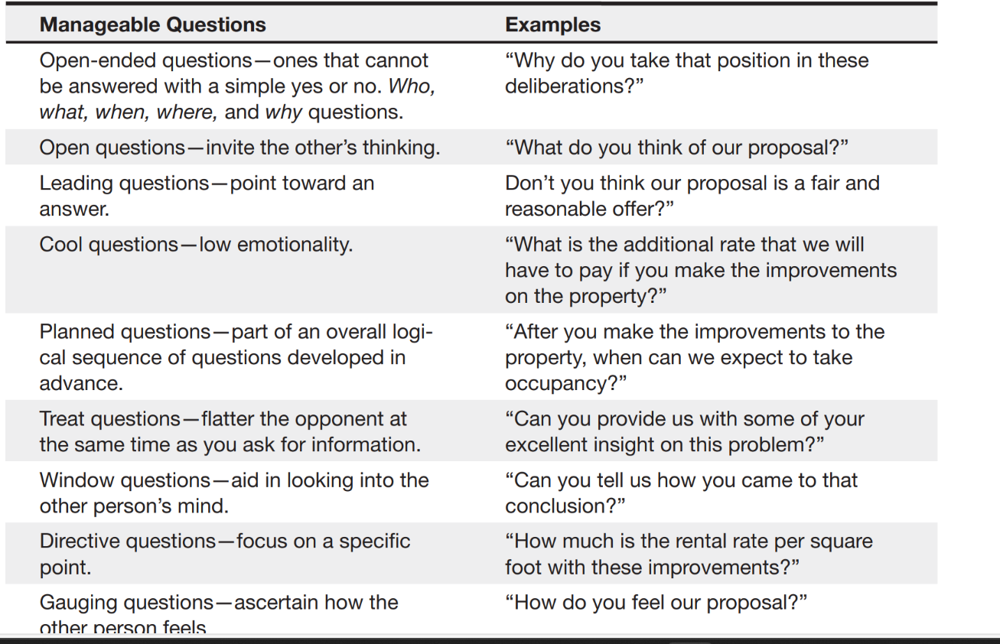 Manageable Questions
Examples
Open-ended questions—ones that cannot
be answered with a simple yes or no. Who,
what, when, where, and why questions.
“Why do you take that position in these
deliberations?”
Open questions—invite the other’s thinking.
“What do you think of our proposal?”
Leading questions—point toward an
answer.
Don’t you think our proposal is a fair and
reasonable offer?”
Cool questions—low emotionality.
“What is the additional rate that we will
have to pay if you make the improvements
on the property?”
Planned questions—part of an overall logi-
cal sequence of questions developed in
advance.
“After you make the improvements to the
property, when can we expect to take
occupancy?”
Treat questions—flatter the opponent at
the same time as you ask for information.
“Can you provide us with some of your
excellent insight on this problem?”
Window questions—aid in looking into the
other person’s mind.
“Can you tell us how you came to that
conclusion?”
Directive questions—focus on a specific
point.
“How much is the rental rate per square
foot with these improvements?”
Gauging questions—ascertain how the
other person feels
“How do you feel our proposal?”